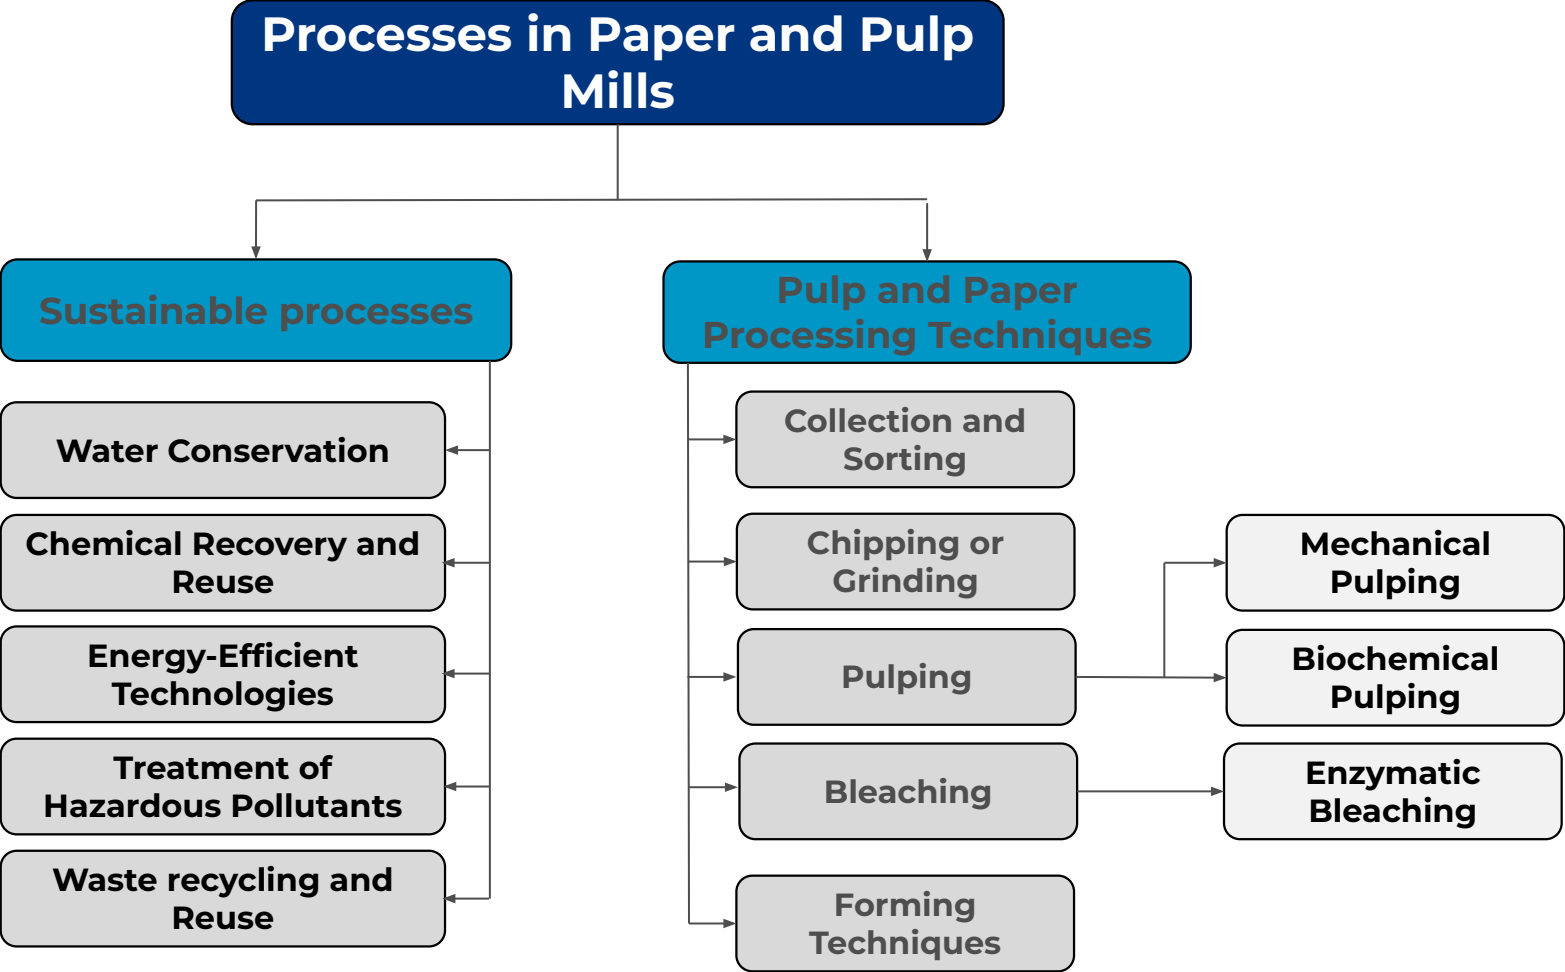 Processes in Paper and Pulp
Mills
Sustainable processes
Water Conservation
Chemical Recovery and
Reuse
Energy-Efficient
Technologies
Treatment of
Hazardous Pollutants
Waste recycling and
Reuse
Pulp and Paper
Processing Techniques
Collection and
Sorting
Chipping or
Grinding
Pulping
Mechanical
Pulping
Biochemical
Pulping
Bleaching
Enzymatic
Bleaching
Forming
Techniques